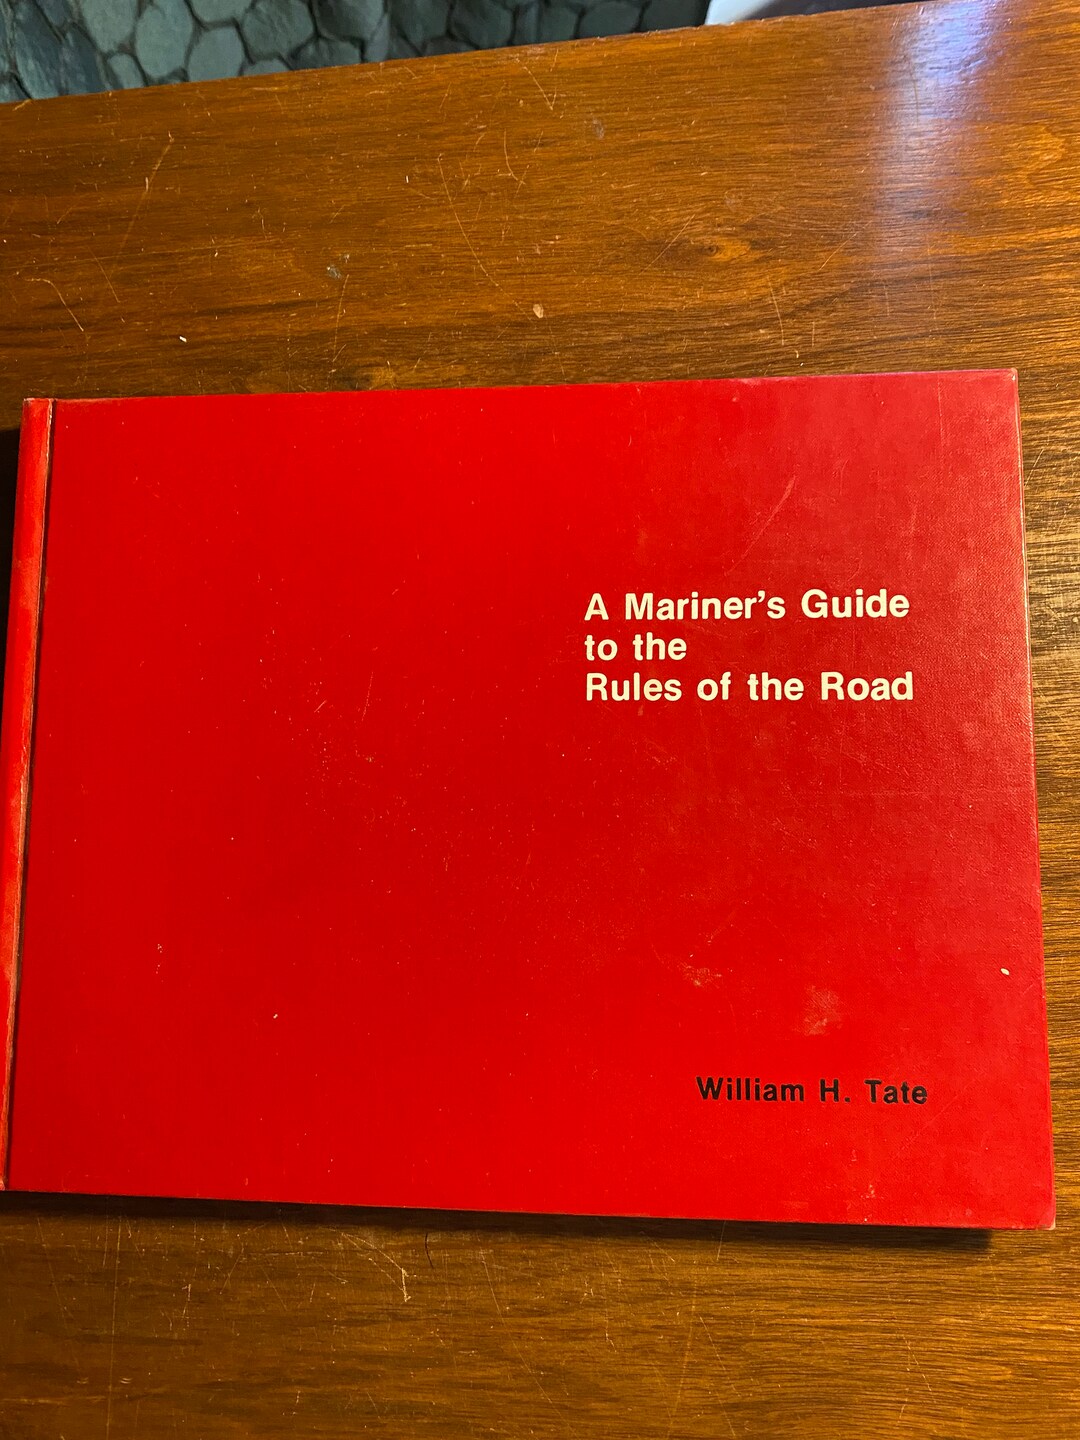 A Mariner's Guide
to the
Rules of the Road
William H. Tate